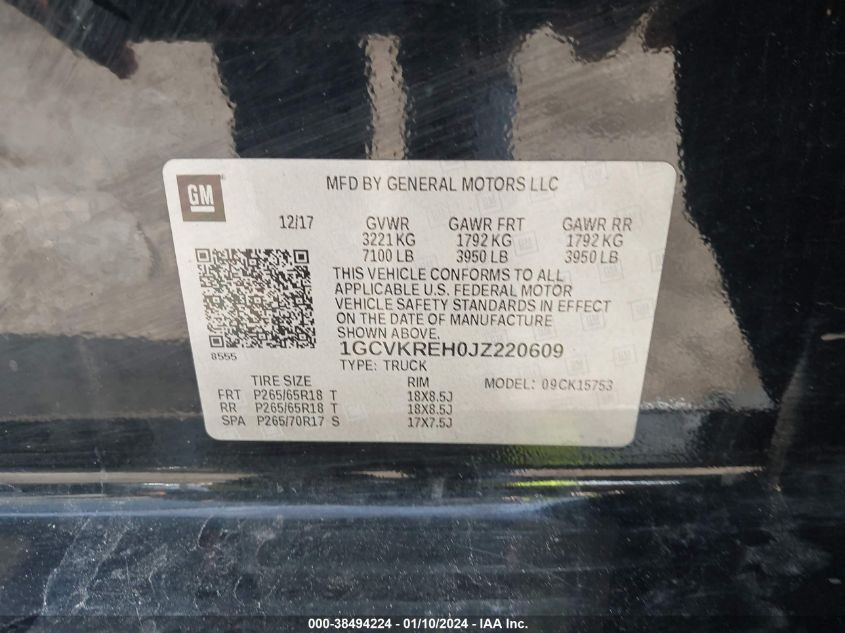 GM
MFD BY GENERAL MOTORS LLC
12/17 GVWR GAWR FRT GAWR RR
3221 KG 1792 KG 1792 KG
7100 LB 3950 LB 3950 LB
THIS VEHICLE CONFORMS TO ALL
APPLICABLE U.S. FEDERAL MOTOR
VEHICLE SAFETY STANDARDS IN EFFECT
ON THE DATE OF MANUFACTURE
SHOWN ABOVE.
8555
1GCVKREH0JZ220609
TYPE: TRUCK
TIRE SIZE RIM MODEL: 09CK15753
FRT P265/65R18 T 18X8.5J
RR P265/65R18 T 18X8.5J
SPA P265/70R17 S 17X7.5J
000-38494224 - 01/10/2024 - IAA Inc.